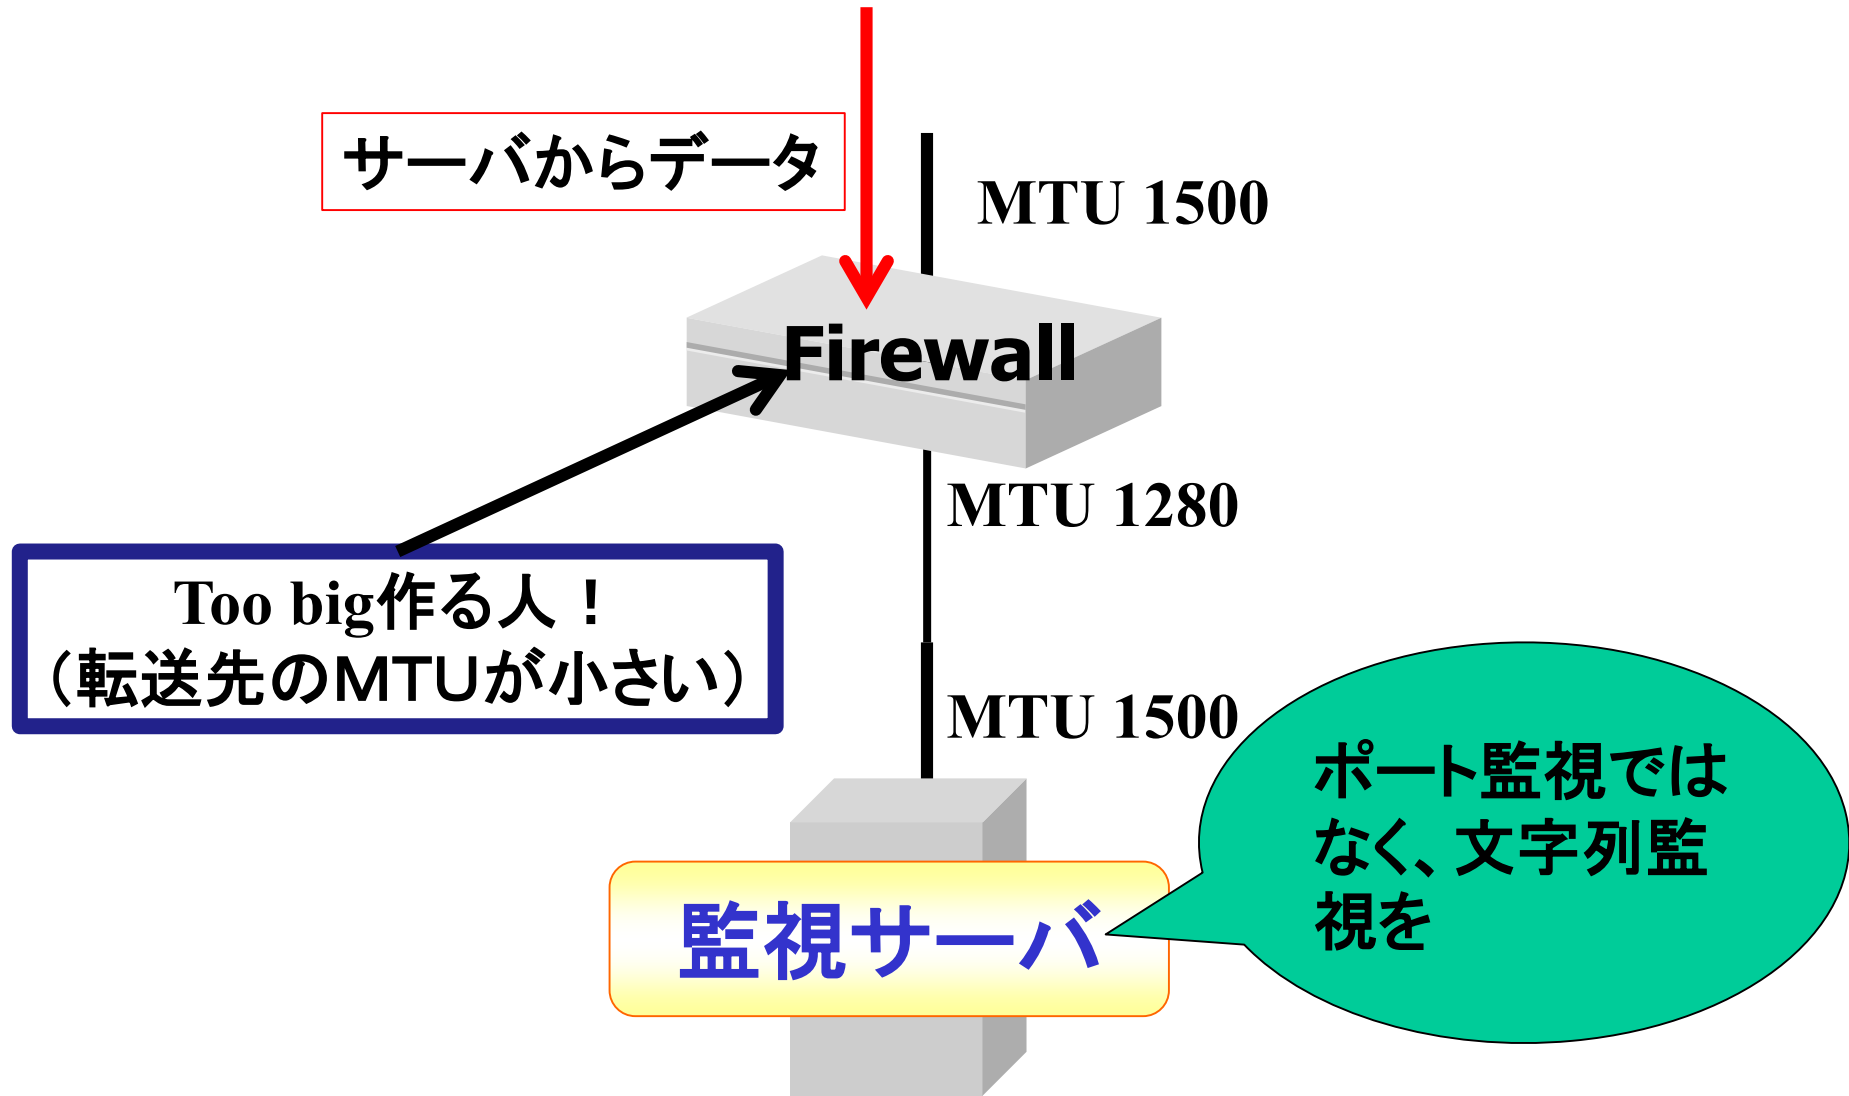 サーバからデータ
MTU 1500
Firewall
MTU 1280
Too big作る人！
（転送先のＭＴＵが小さい）
MTU 1500
ポート監視では
なく、文字列監
視を
監視サーバ